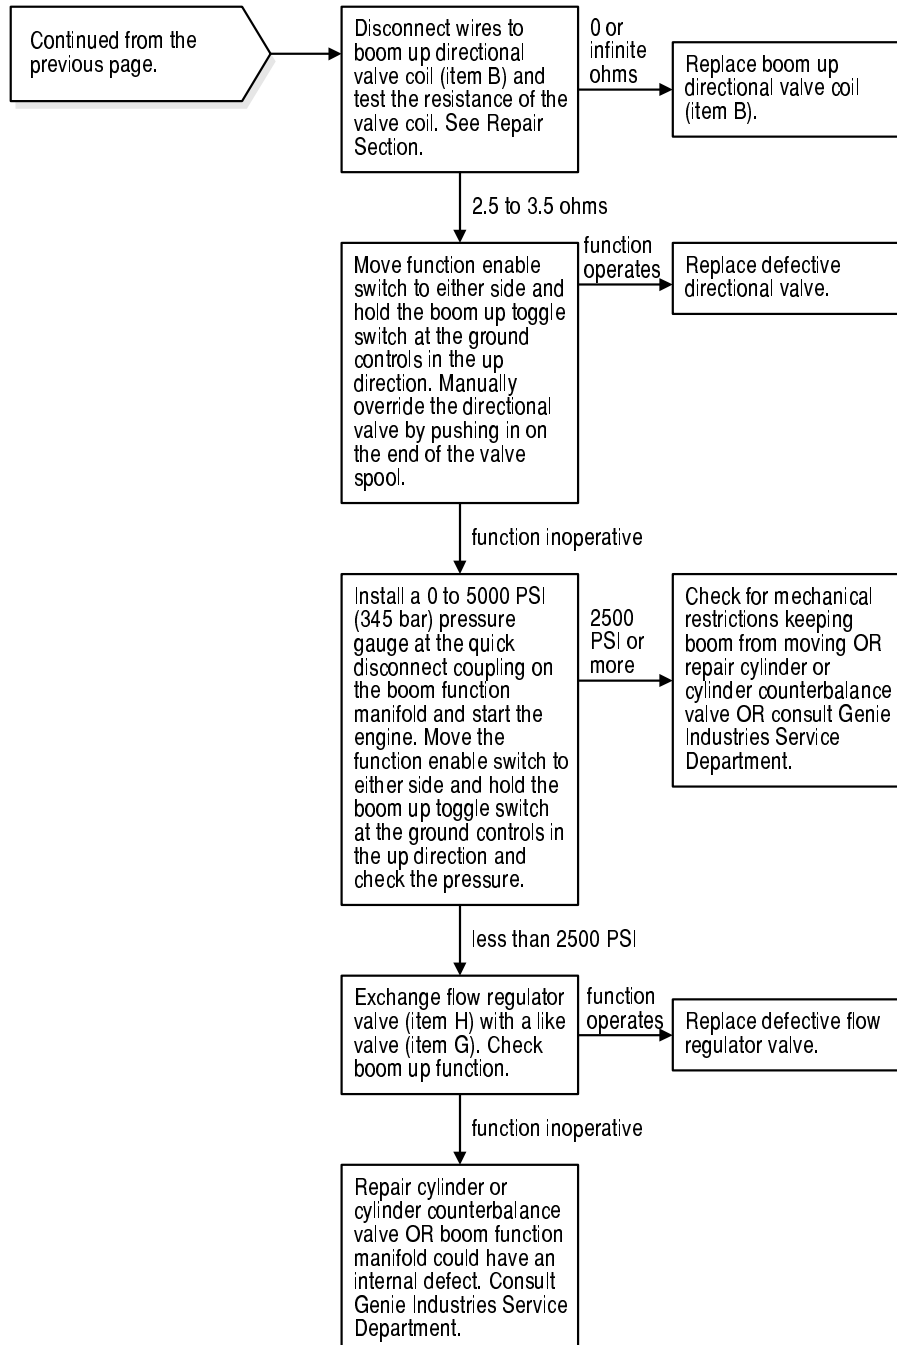 Continued from the
previous page.
Disconnect wires to
boom up directional
valve coil (item B) and
test the resistance of the
valve coil. See Repair
Section.
0 or
infinite
ohms
Replace boom up
directional valve coil
(item B).
2.5 to 3.5 ohms
Move function enable
switch to either side and
hold the boom up toggle
switch at the ground
controls in the up
direction. Manually
override the directional
valve by pushing in on
the end of the valve
spool.
function
operates
Replace defective
directional valve.
function inoperative
Install a 0 to 5000 PSI
(345 bar) pressure
gauge at the quick
disconnect coupling on
the boom function
manifold and start the
engine. Move the
function enable switch to
either side and hold the
boom up toggle switch
at the ground controls in
the up direction and
check the pressure.
2500
PSI or
more
Check for mechanical
restrictions keeping
boom from moving OR
repair cylinder or
cylinder counterbalance
valve OR consult Genie
Industries Service
Department.
less than 2500 PSI
Exchange flow regulator
valve (item H) with a like
valve (item G). Check
boom up function.
function
operates
Replace defective flow
regulator valve.
function inoperative
Repair cylinder or
cylinder counterbalance
valve OR boom function
manifold could have an
internal defect. Consult
Genie Industries Service
Department.